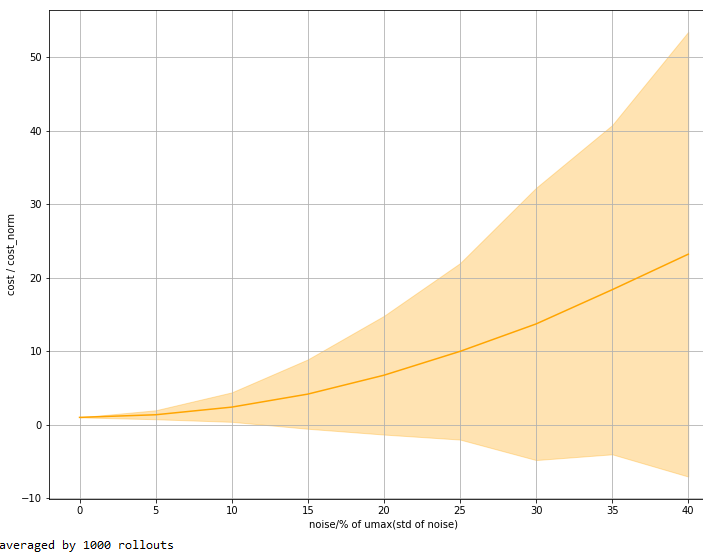 cost / cost_norm
50
40
30
20
10
0
−10
0 5 10 15 20 25 30 35 40
noise/% of umax(std of noise)
averaged by 1000 rollouts